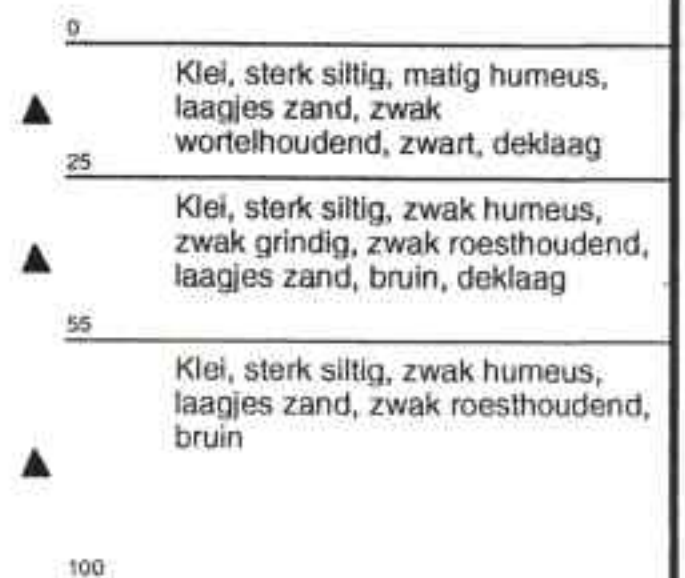 0
Klei, sterk siltig, matig humeus,
laagjes zand, zwak
wortelhoudend, zwart, deklaag
25
Klei, sterk siltig, zwak humeus,
zwak grindig, zwak roesthoudend,
laagjes zand, bruin, deklaag
55
Klei, sterk siltig, zwak humeus,
laagjes zand, zwak roesthoudend,
bruin
100